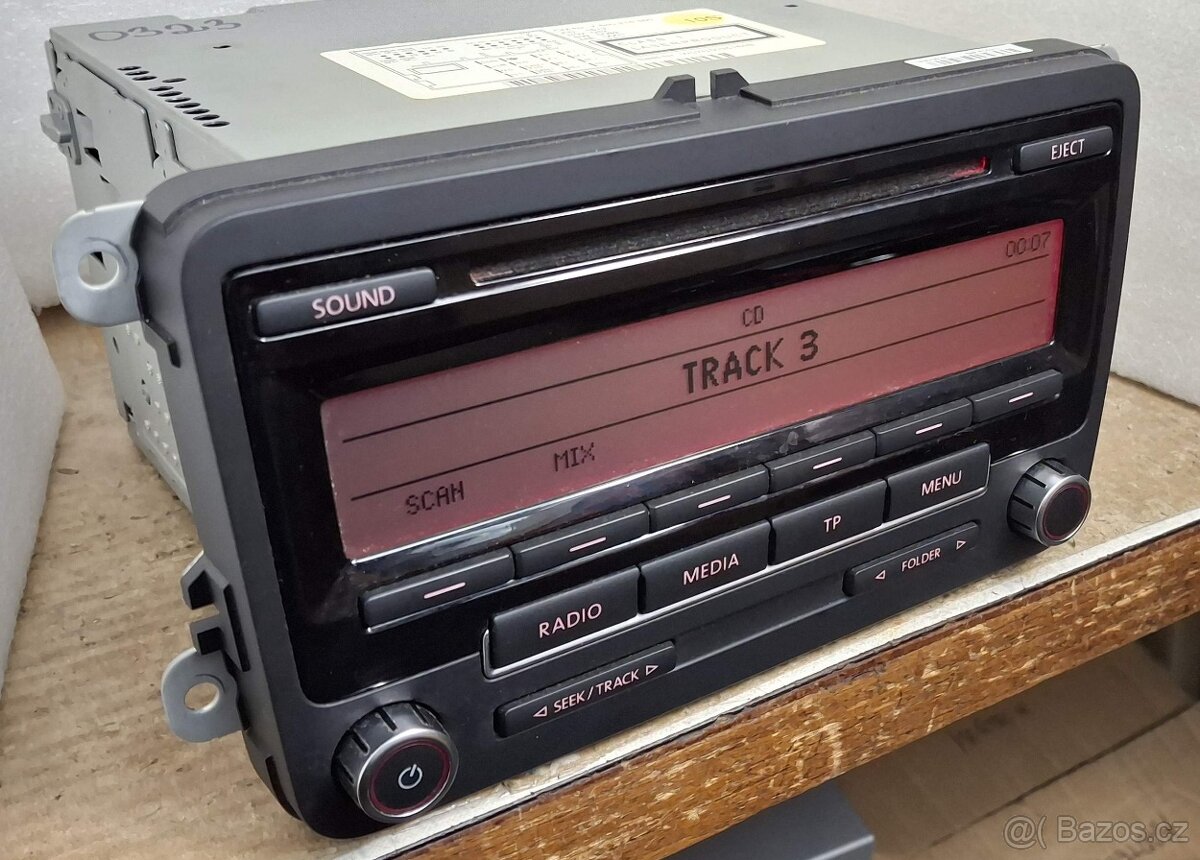 0323
105
EJECT
SOUND
00:07
CD
TRACK 3
MIX
SCAN
MENU
TP
MEDIA
RADIO
◁ FOLDER ▷
◁ SEEK / TRACK ▷
@( Bazos.cz